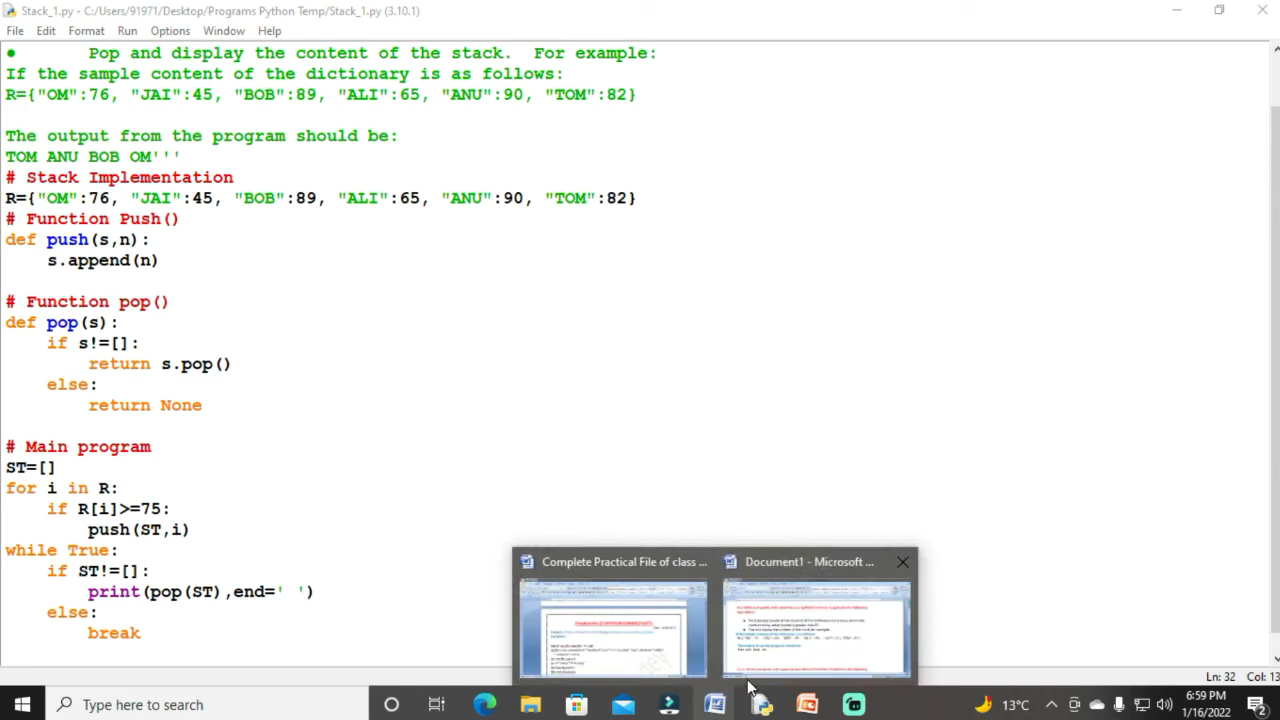 Stack_1.py - C:/Users/91971/Desktop/Programs Python Temp/Stack_1.py (3.10.1)
File Edit Format Run Options Window Help
● Pop and display the content of the stack. For example:
If the sample content of the dictionary is as follows:
R={"OM":76, "JAI":45, "BOB":89, "ALI":65, "ANU":90, "TOM":82}
The output from the program should be:
TOM ANU BOB OM'''
# Stack Implementation
R={"OM":76, "JAI":45, "BOB":89, "ALI":65, "ANU":90, "TOM":82}
# Function Push()
def push(s,n):
    s.append(n)
# Function pop()
def pop(s):
    if s!=[]:
        return s.pop()
    else:
        return None
# Main program
ST=[]
for i in R:
    if R[i]>=75:
        push(ST,i)
while True:
    if ST!=[]:
        print(pop(ST),end=' ')
    else:
        break
Complete Practical File of class ...
Document1 - Microsoft ...
Ln: 32 Col: 13
Type here to search
13°C
6:59 PM
1/16/2022
2